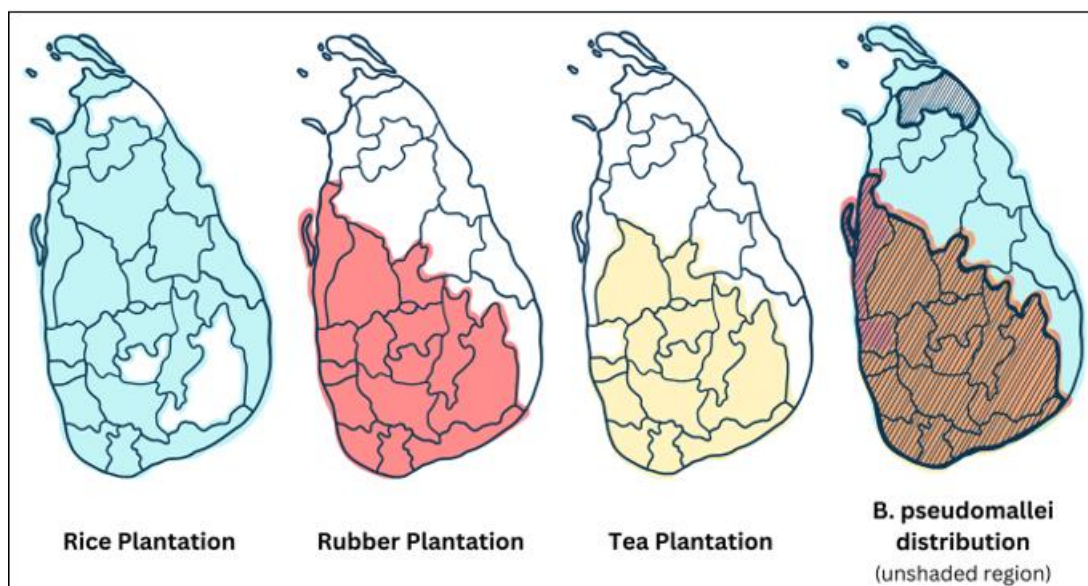 Rice Plantation
Rubber Plantation
Tea Plantation
B. pseudomallei
distribution
(unshaded region)